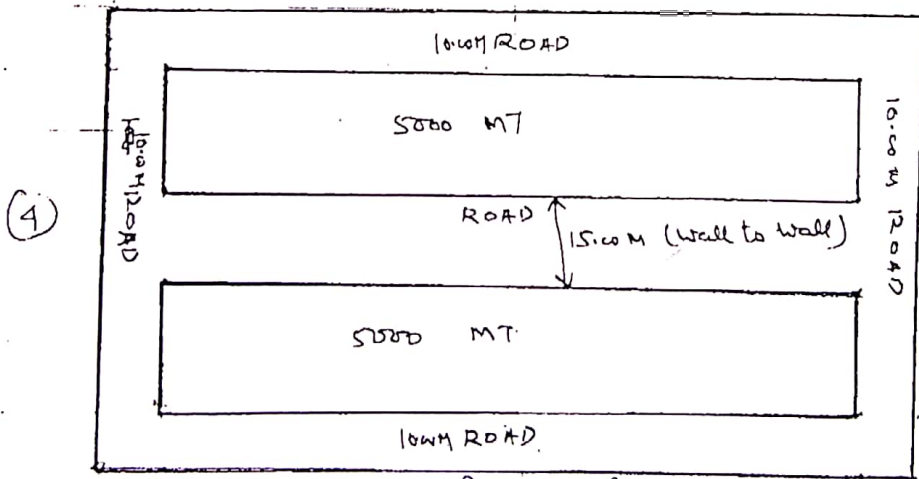 10.00M ROAD
5000 MT
10.00M ROAD
10.00 M ROAD
4
ROAD
15.00 M (Wall to Wall)
5000 MT.
10.00M ROAD.